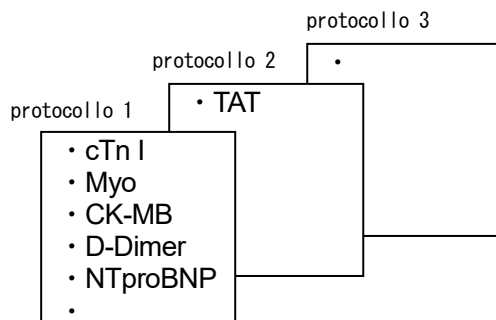 protocollo 3
・
protocollo 2
・TAT
protocollo 1
・cTn I
・Myo
・CK-MB
・D-Dimer
・NTproBNP
・